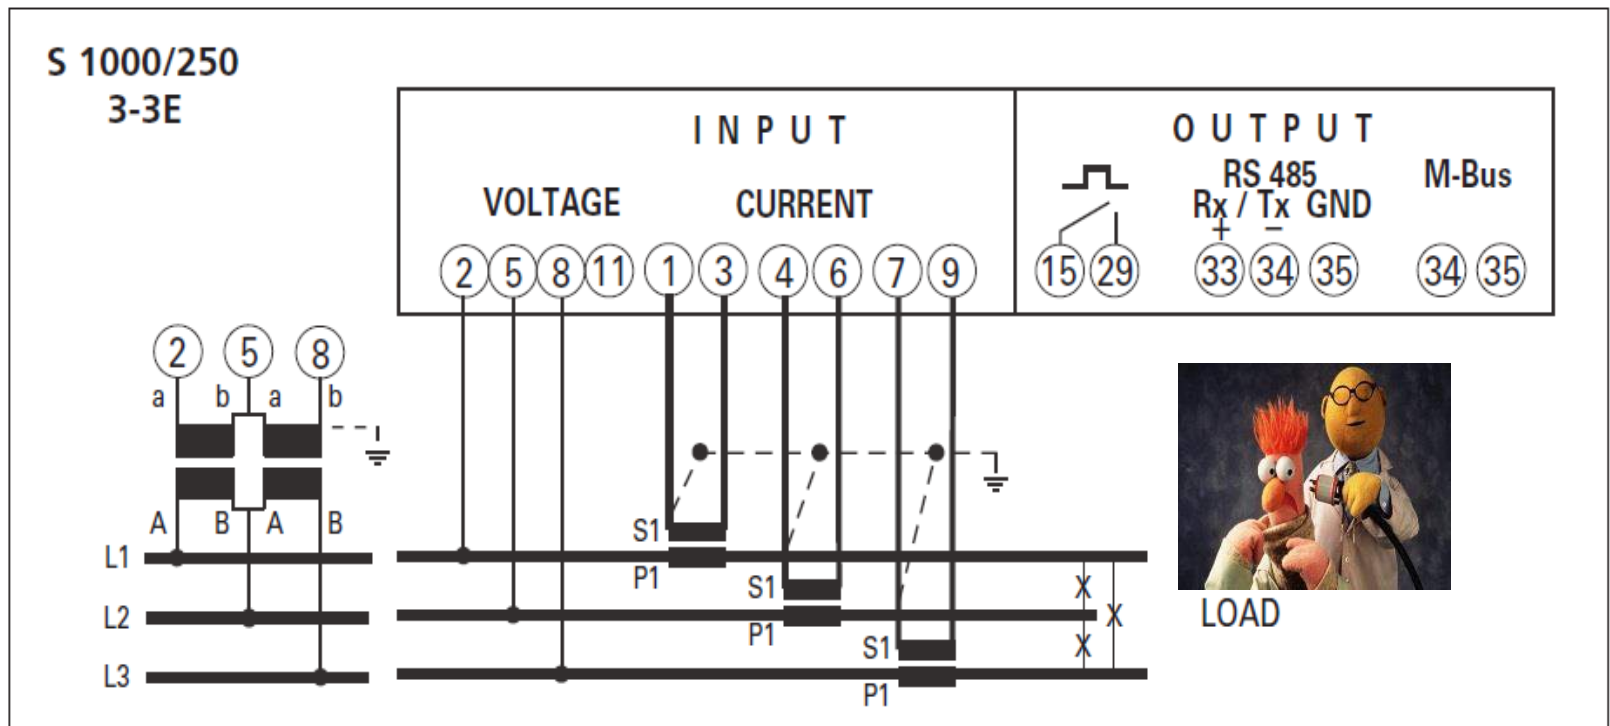 S 1000/250
3-3E
INPUT
OUTPUT
VOLTAGE
CURRENT
RS 485
Rx / Tx GND
+ −
M-Bus
2 5 8 11 1 3 4 6 7 9
15 29 33 34 35 34 35
2 5 8
a b a b
A B A B
L1
L2
L3
S1
P1
S1
P1
S1
P1
X
X
X
LOAD